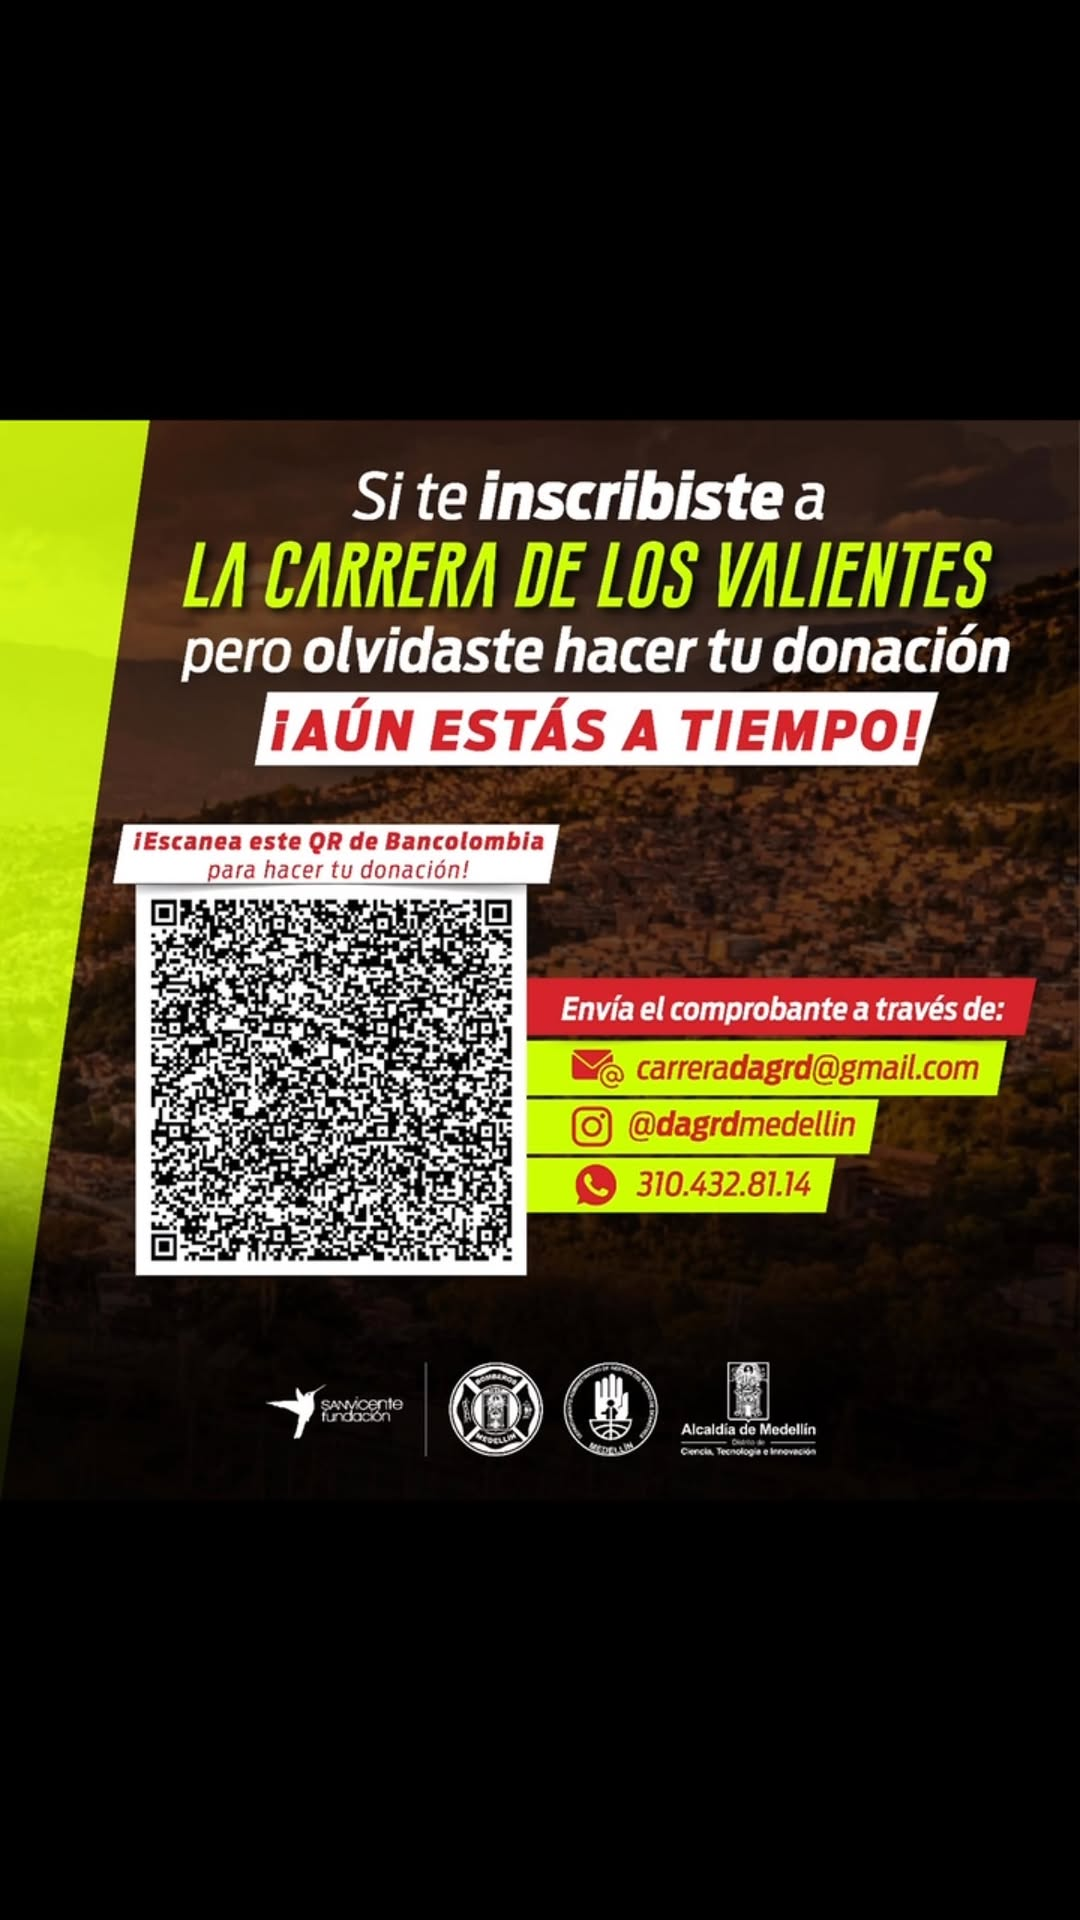 Si te inscribiste a
LA CARRERA DE LOS VALIENTES
pero olvidaste hacer tu donación
¡AÚN ESTÁS A TIEMPO!
¡Escanea este QR de Bancolombia
para hacer tu donación!
Envía el comprobante a través de:
carreradagrd@gmail.com
@dagrdmedellin
310.432.81.14
SANVICENTE
fundación
BOMBEROS
MEDELLÍN
MEDELLÍN
Alcaldía de Medellín
Distrito de
Ciencia, Tecnología e Innovación